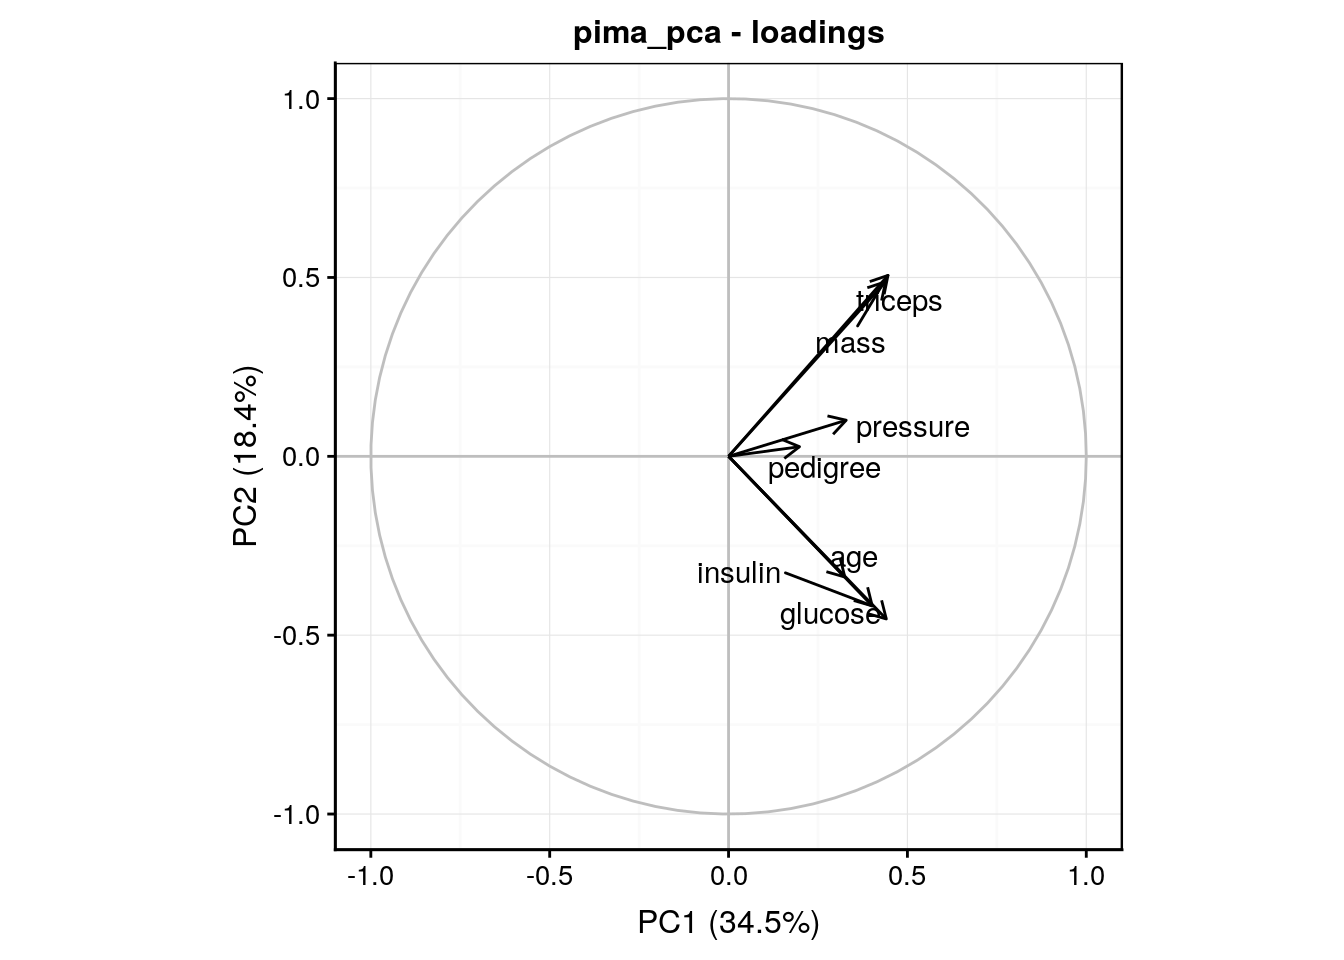 pima_pca - loadings
1.0
0.5
0.0
-0.5
-1.0
PC2 (18.4%)
triceps
mass
pressure
pedigree
age
insulin
glucose
-1.0
-0.5
0.0
0.5
1.0
PC1 (34.5%)